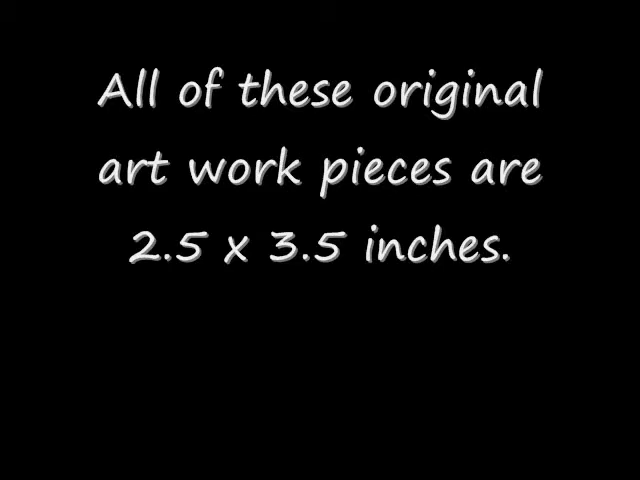 All of these original
art work pieces are
2.5 x 3.5 inches.